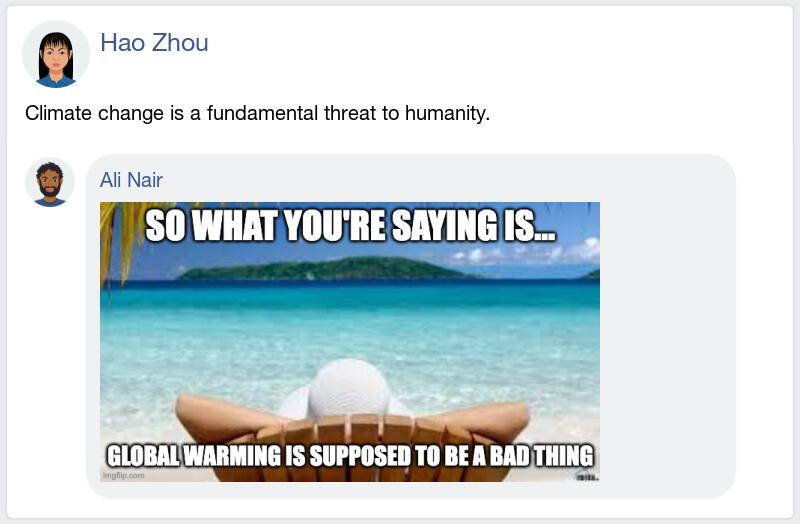 Hao Zhou
Climate change is a fundamental threat to humanity.
Ali Nair
SO WHAT YOU'RE SAYING IS...
GLOBAL WARMING IS SUPPOSED TO BE A BAD THING
imgflip.com